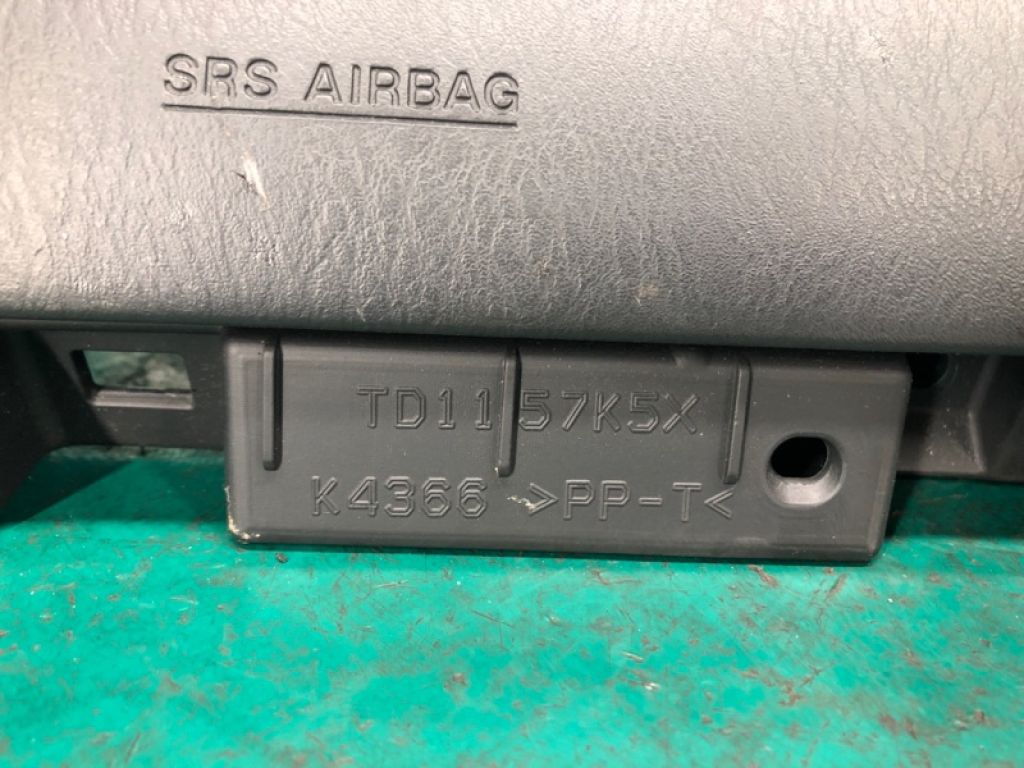 SRS AIRBAG
TD11 57K5X
K4366 >PP-T<